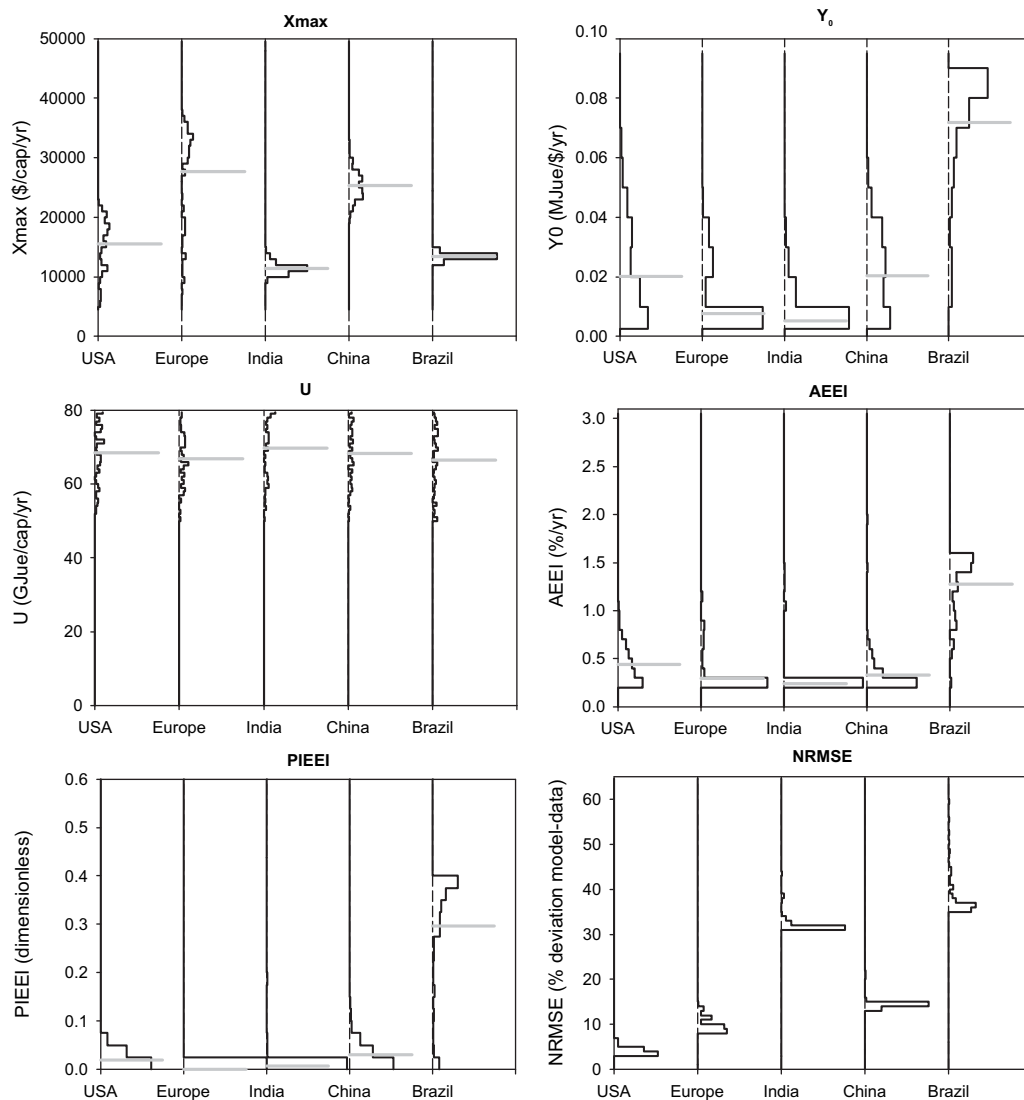 Xmax
Xmax ($/cap/yr)
50000
40000
30000
20000
10000
0
USA Europe India China Brazil
Y₀
Y0 (MJue/$/yr)
0.10
0.08
0.06
0.04
0.02
0.00
USA Europe India China Brazil
U
U (GJue/cap/yr)
80
60
40
20
0
USA Europe India China Brazil
AEEI
AEEI (%/yr)
3.0
2.5
2.0
1.5
1.0
0.5
0.0
USA Europe India China Brazil
PIEEI
PIEEI (dimensionless)
0.6
0.5
0.4
0.3
0.2
0.1
0.0
USA Europe India China Brazil
NRMSE
NRMSE (% deviation model-data)
60
50
40
30
20
10
0
USA Europe India China Brazil